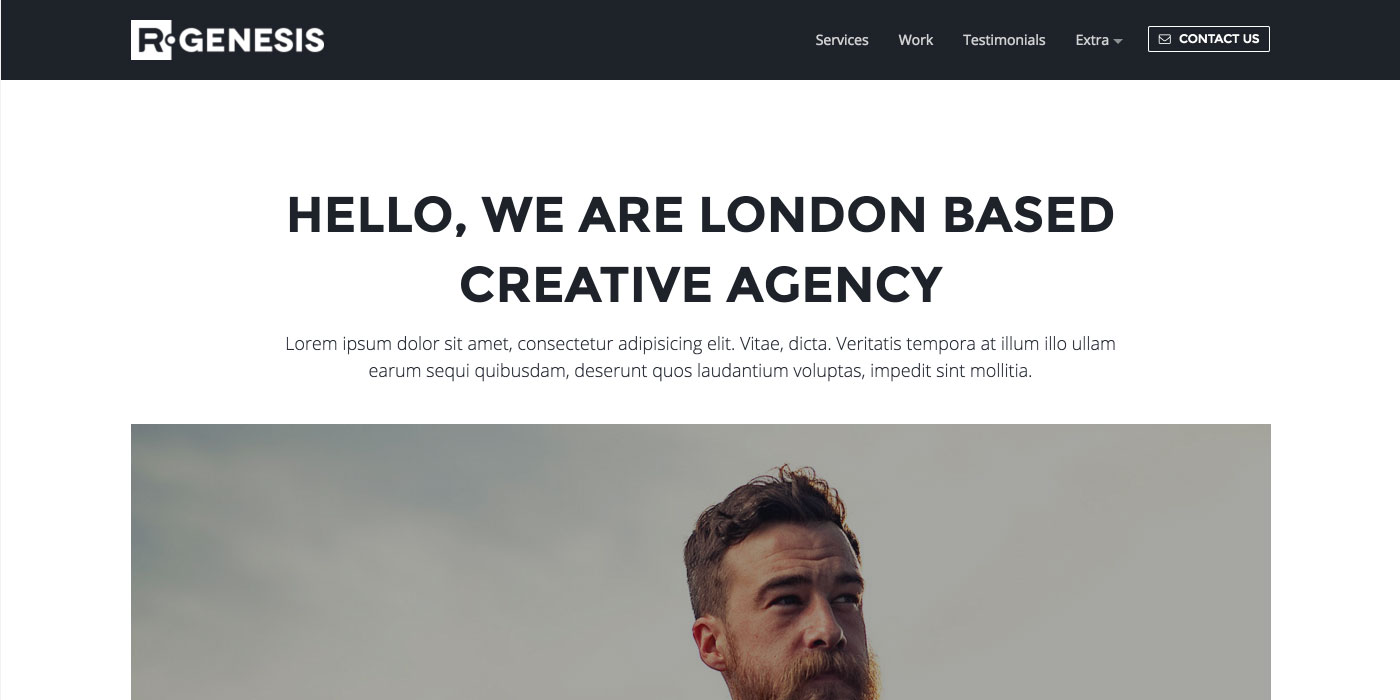 R·GENESIS
Services Work Testimonials Extra CONTACT US
HELLO, WE ARE LONDON BASED
CREATIVE AGENCY
Lorem ipsum dolor sit amet, consectetur adipisicing elit. Vitae, dicta. Veritatis tempora at illum illo ullam
earum sequi quibusdam, deserunt quos laudantium voluptas, impedit sint mollitia.